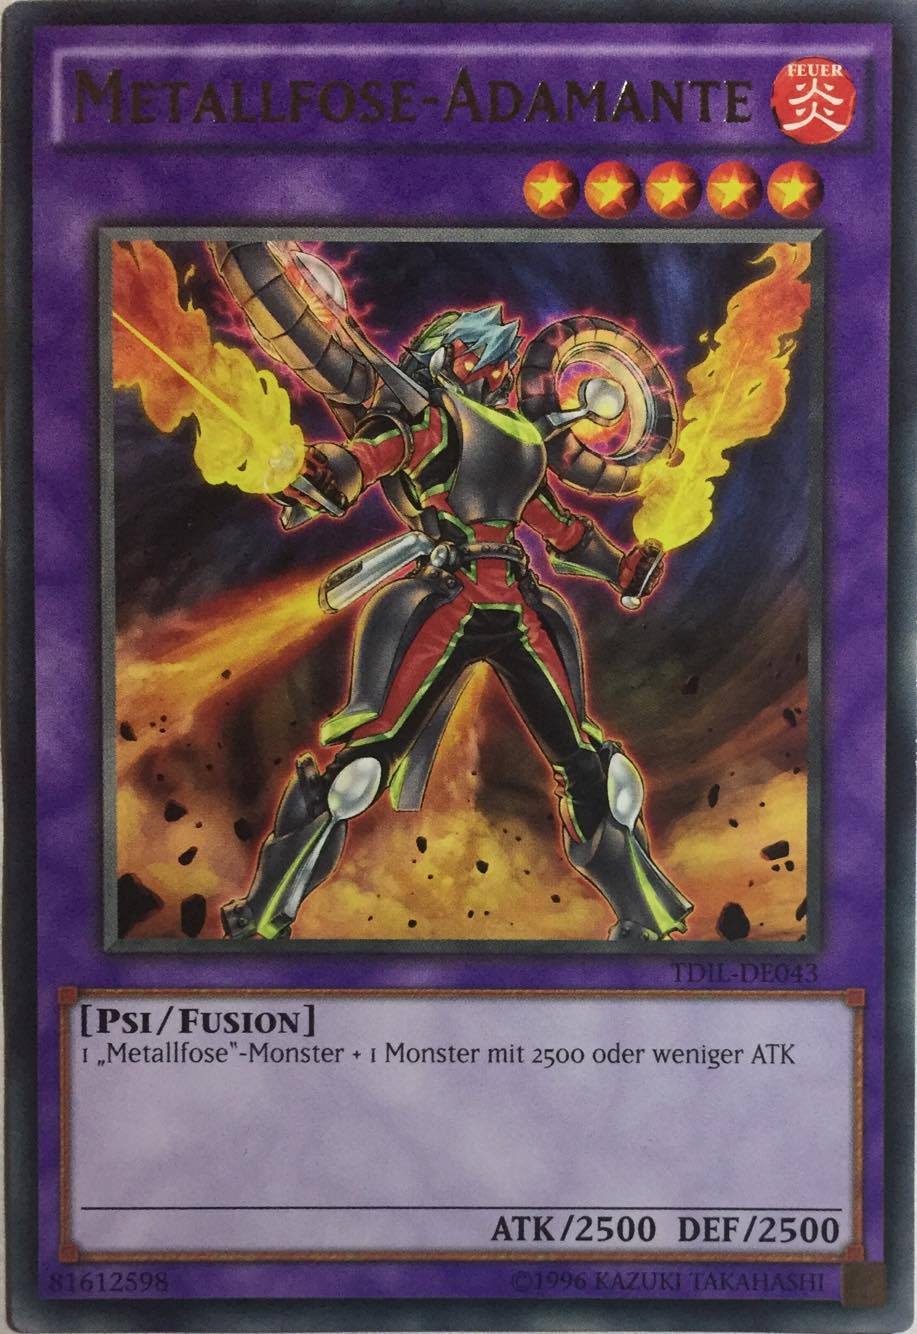 METALLFOSE-ADAMANTE
FEUER
炎
TDIL-DE043
[PSI/FUSION]
1 „Metallfose"-Monster + 1 Monster mit 2500 oder weniger ATK
ATK/2500 DEF/2500
81612598
©1996 KAZUKI TAKAHASHI